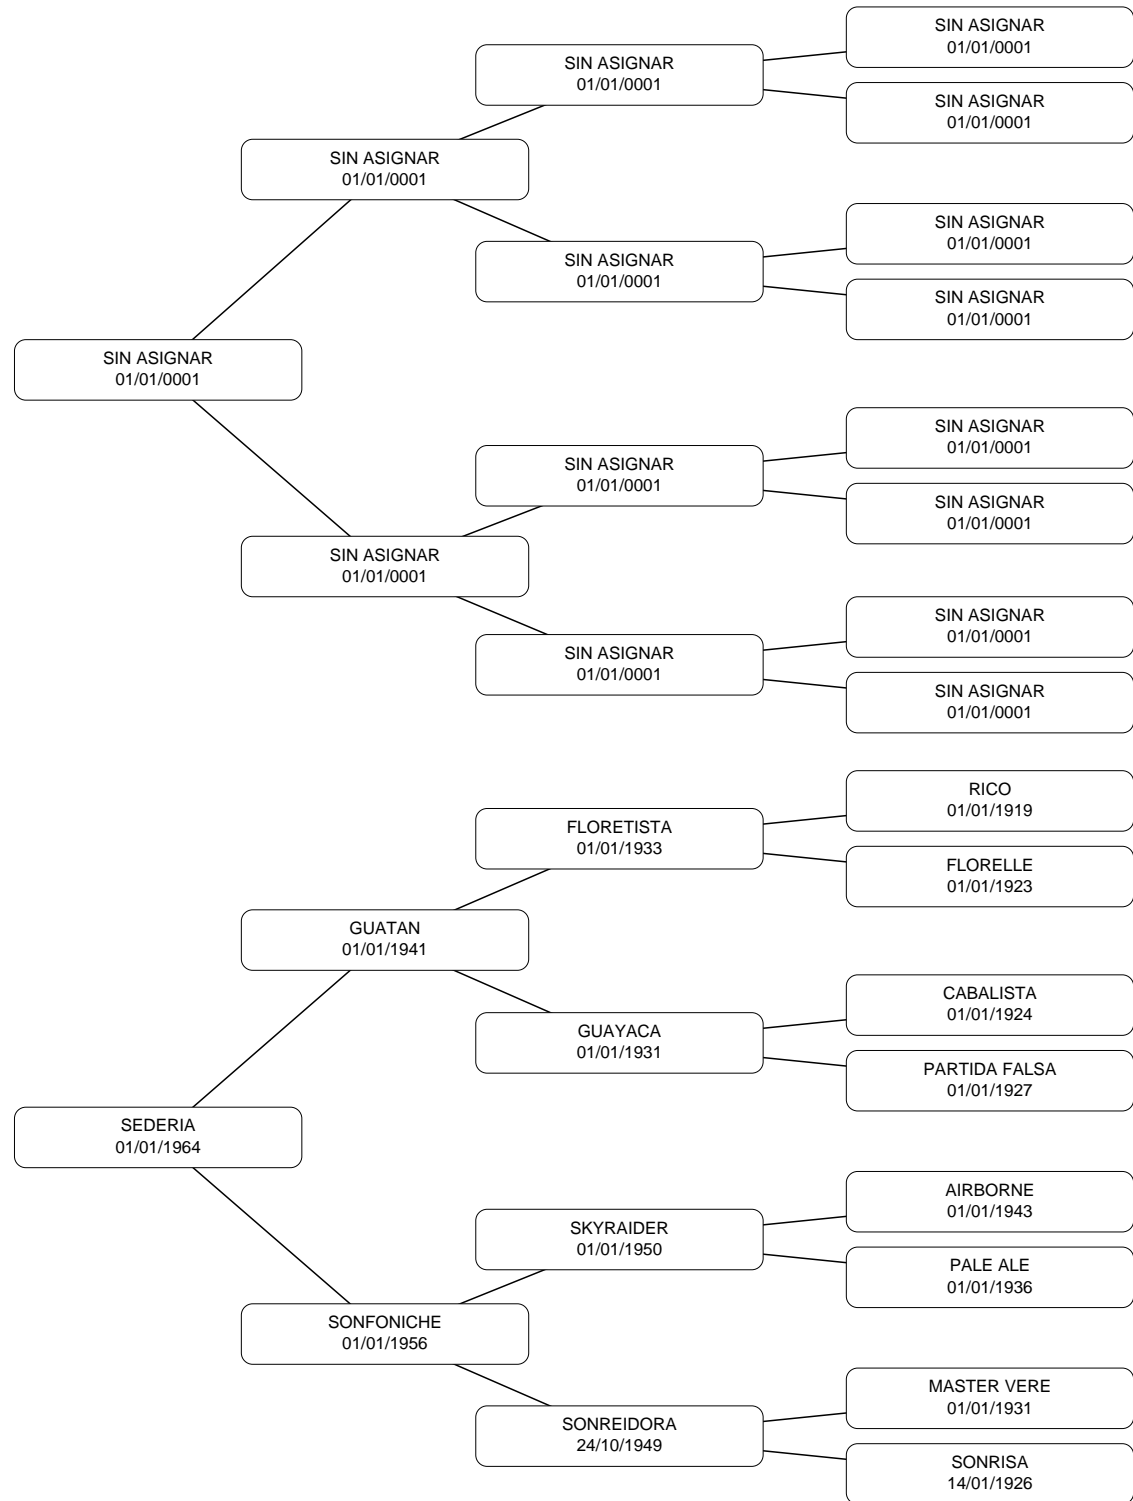 SIN ASIGNAR
01/01/0001
SIN ASIGNAR
01/01/0001
SIN ASIGNAR
01/01/0001
SIN ASIGNAR
01/01/0001
SIN ASIGNAR
01/01/0001
SIN ASIGNAR
01/01/0001
SIN ASIGNAR
01/01/0001
SIN ASIGNAR
01/01/0001
SIN ASIGNAR
01/01/0001
SIN ASIGNAR
01/01/0001
SIN ASIGNAR
01/01/0001
SIN ASIGNAR
01/01/0001
SIN ASIGNAR
01/01/0001
SIN ASIGNAR
01/01/0001
SIN ASIGNAR
01/01/0001
RICO
01/01/1919
FLORETISTA
01/01/1933
FLORELLE
01/01/1923
GUATAN
01/01/1941
CABALISTA
01/01/1924
GUAYACA
01/01/1931
PARTIDA FALSA
01/01/1927
SEDERIA
01/01/1964
AIRBORNE
01/01/1943
SKYRAIDER
01/01/1950
PALE ALE
01/01/1936
SONFONICHE
01/01/1956
MASTER VERE
01/01/1931
SONREIDORA
24/10/1949
SONRISA
14/01/1926